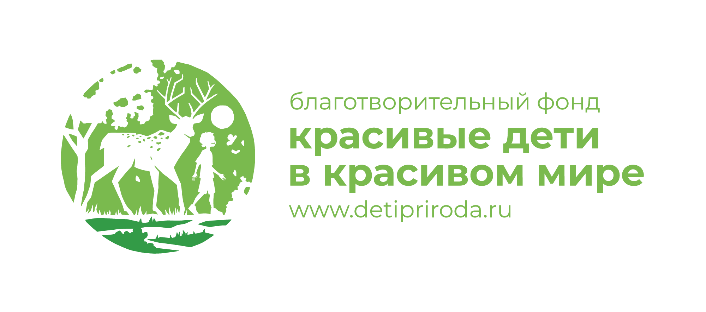 благотворительный фонд
красивые дети
в красивом мире
www.detipriroda.ru